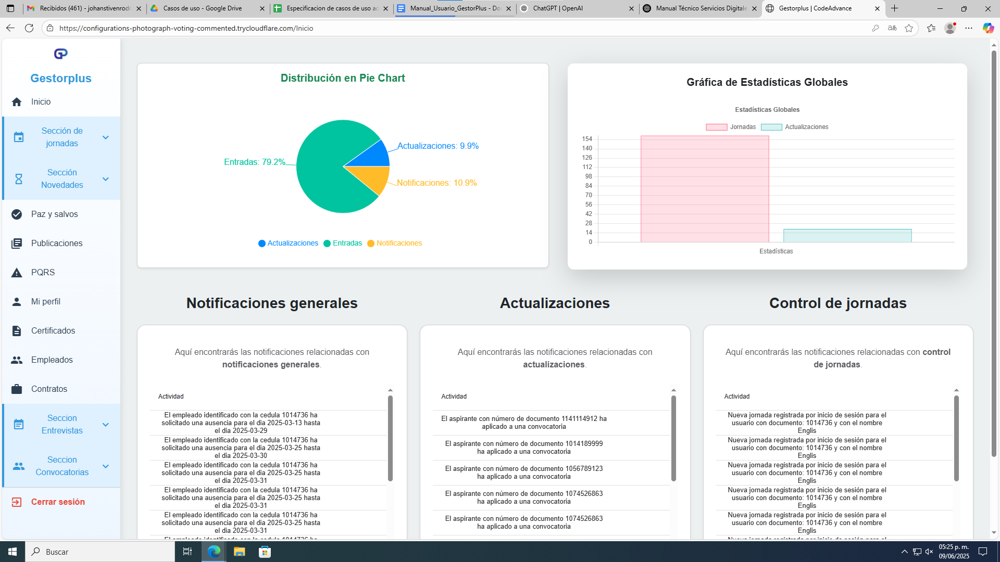 Recibidos (461) - johanstivenrodr
Casos de uso - Google Drive
Especificacion de casos de uso ac
Manual_Usuario_GestorPlus - Do
ChatGPT | OpenAI
Manual Técnico Servicios Digitale
Gestorplus | CodeAdvance
https://configurations-photograph-voting-commented.trycloudflare.com/Inicio
Gestorplus
Inicio
Sección de
jornadas
Sección
Novedades
Paz y salvos
Publicaciones
PQRS
Mi perfil
Certificados
Empleados
Contratos
Seccion
Entrevistas
Seccion
Convocatorias
Cerrar sesión
Distribución en Pie Chart
Actualizaciones: 9.9%
Entradas: 79.2%
Notificaciones: 10.9%
Actualizaciones
Entradas
Notificaciones
Gráfica de Estadísticas Globales
Estadísticas Globales
Jornadas
Actualizaciones
154
140
126
112
98
84
70
56
42
28
14
0
Estadísticas
Notificaciones generales
Aquí encontrarás las notificaciones relacionadas con
notificaciones generales.
Actividad
El empleado identificado con la cedula 1014736 ha
solicitado una ausencia para el dia 2025-03-13 hasta
el dia 2025-03-29
El empleado identificado con la cedula 1014736 ha
solicitado una ausencia para el dia 2025-03-25 hasta
el dia 2025-03-30
El empleado identificado con la cedula 1014736 ha
solicitado una ausencia para el dia 2025-03-25 hasta
el dia 2025-03-31
El empleado identificado con la cedula 1014736 ha
solicitado una ausencia para el dia 2025-03-25 hasta
el dia 2025-03-31
El empleado identificado con la cedula 1014736 ha
solicitado una ausencia para el dia 2025-03-25 hasta
el dia 2025-03-31
Actualizaciones
Aquí encontrarás las notificaciones relacionadas con
actualizaciones.
Actividad
El aspirante con número de documento 1141114912 ha
aplicado a una convocatoria
El aspirante con número de documento 1014189999
ha aplicado a una convocatoria
El aspirante con número de documento 1056789123
ha aplicado a una convocatoria
El aspirante con número de documento 1074526863
ha aplicado a una convocatoria
El aspirante con número de documento 1074526863
ha aplicado a una convocatoria
Control de jornadas
Aquí encontrarás las notificaciones relacionadas con control
de jornadas.
Actividad
Nueva jornada registrada por inicio de sesión para el
usuario con documento: 1014736 y con el nombre
Englis
Nueva jornada registrada por inicio de sesión para el
usuario con documento: 1014736 y con el nombre
Englis
Nueva jornada registrada por inicio de sesión para el
usuario con documento: 1014736 y con el nombre
Englis
Nueva jornada registrada por inicio de sesión para el
usuario con documento: 1014736 y con el nombre
Englis
Nueva jornada registrada por inicio de sesión para el
usuario con documento: 1014736 y con el nombre
Englis
Buscar
05:25 p. m.
09/06/2025